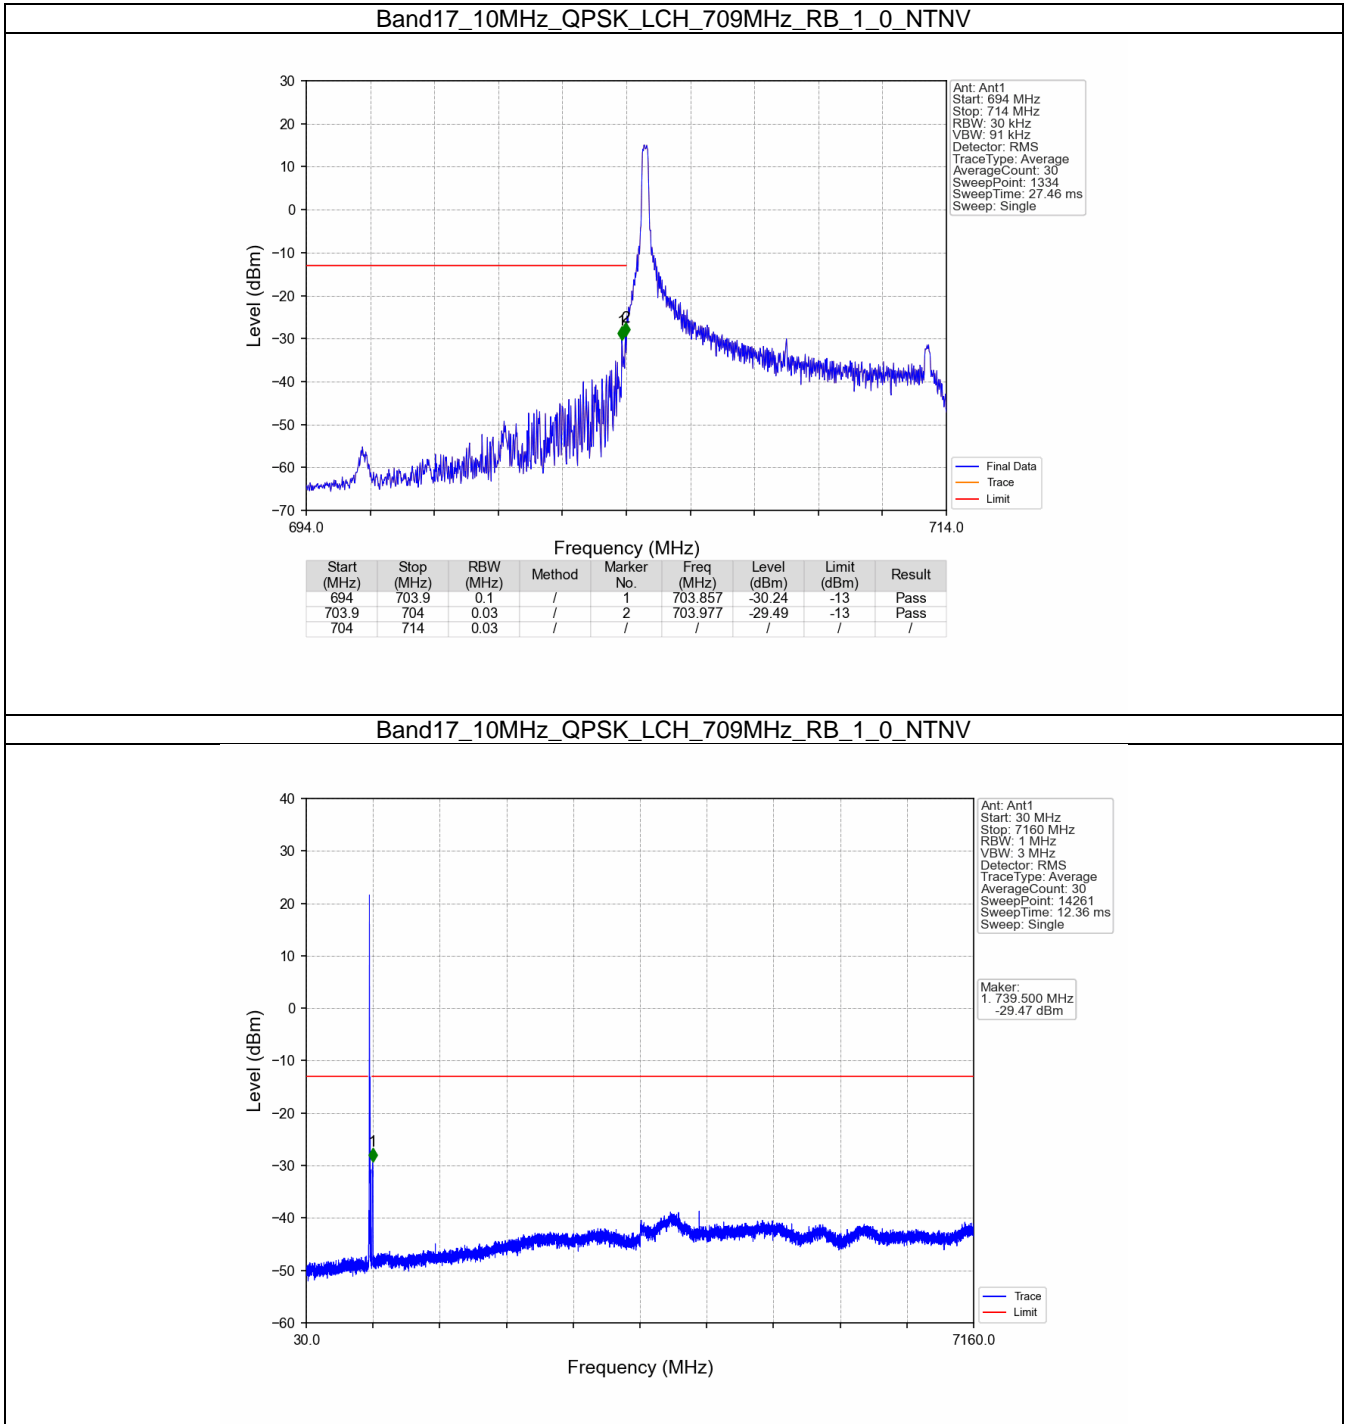 Band17_10MHz_QPSK_LCH_709MHz_RB_1_0_NTNV
30
20
10
0
−10
−20
−30
−40
−50
−60
−70
Level (dBm)
1
2
694.0
714.0
Frequency (MHz)
Ant: Ant1
Start: 694 MHz
Stop: 714 MHz
RBW: 30 kHz
VBW: 91 kHz
Detector: RMS
TraceType: Average
AverageCount: 30
SweepPoint: 1334
SweepTime: 27.46 ms
Sweep: Single
Final Data
Trace
Limit
Start (MHz) Stop (MHz) RBW (MHz) Method Marker No. Freq (MHz) Level (dBm) Limit (dBm) Result
694 703.9 0.1 / 1 703.857 -30.24 -13 Pass
703.9 704 0.03 / 2 703.977 -29.49 -13 Pass
704 714 0.03 / / / / / /
Band17_10MHz_QPSK_LCH_709MHz_RB_1_0_NTNV
40
30
20
10
0
−10
−20
−30
−40
−50
−60
Level (dBm)
1
30.0
7160.0
Frequency (MHz)
Ant: Ant1
Start: 30 MHz
Stop: 7160 MHz
RBW: 1 MHz
VBW: 3 MHz
Detector: RMS
TraceType: Average
AverageCount: 30
SweepPoint: 14261
SweepTime: 12.36 ms
Sweep: Single
Maker:
1. 739.500 MHz
-29.47 dBm
Trace
Limit